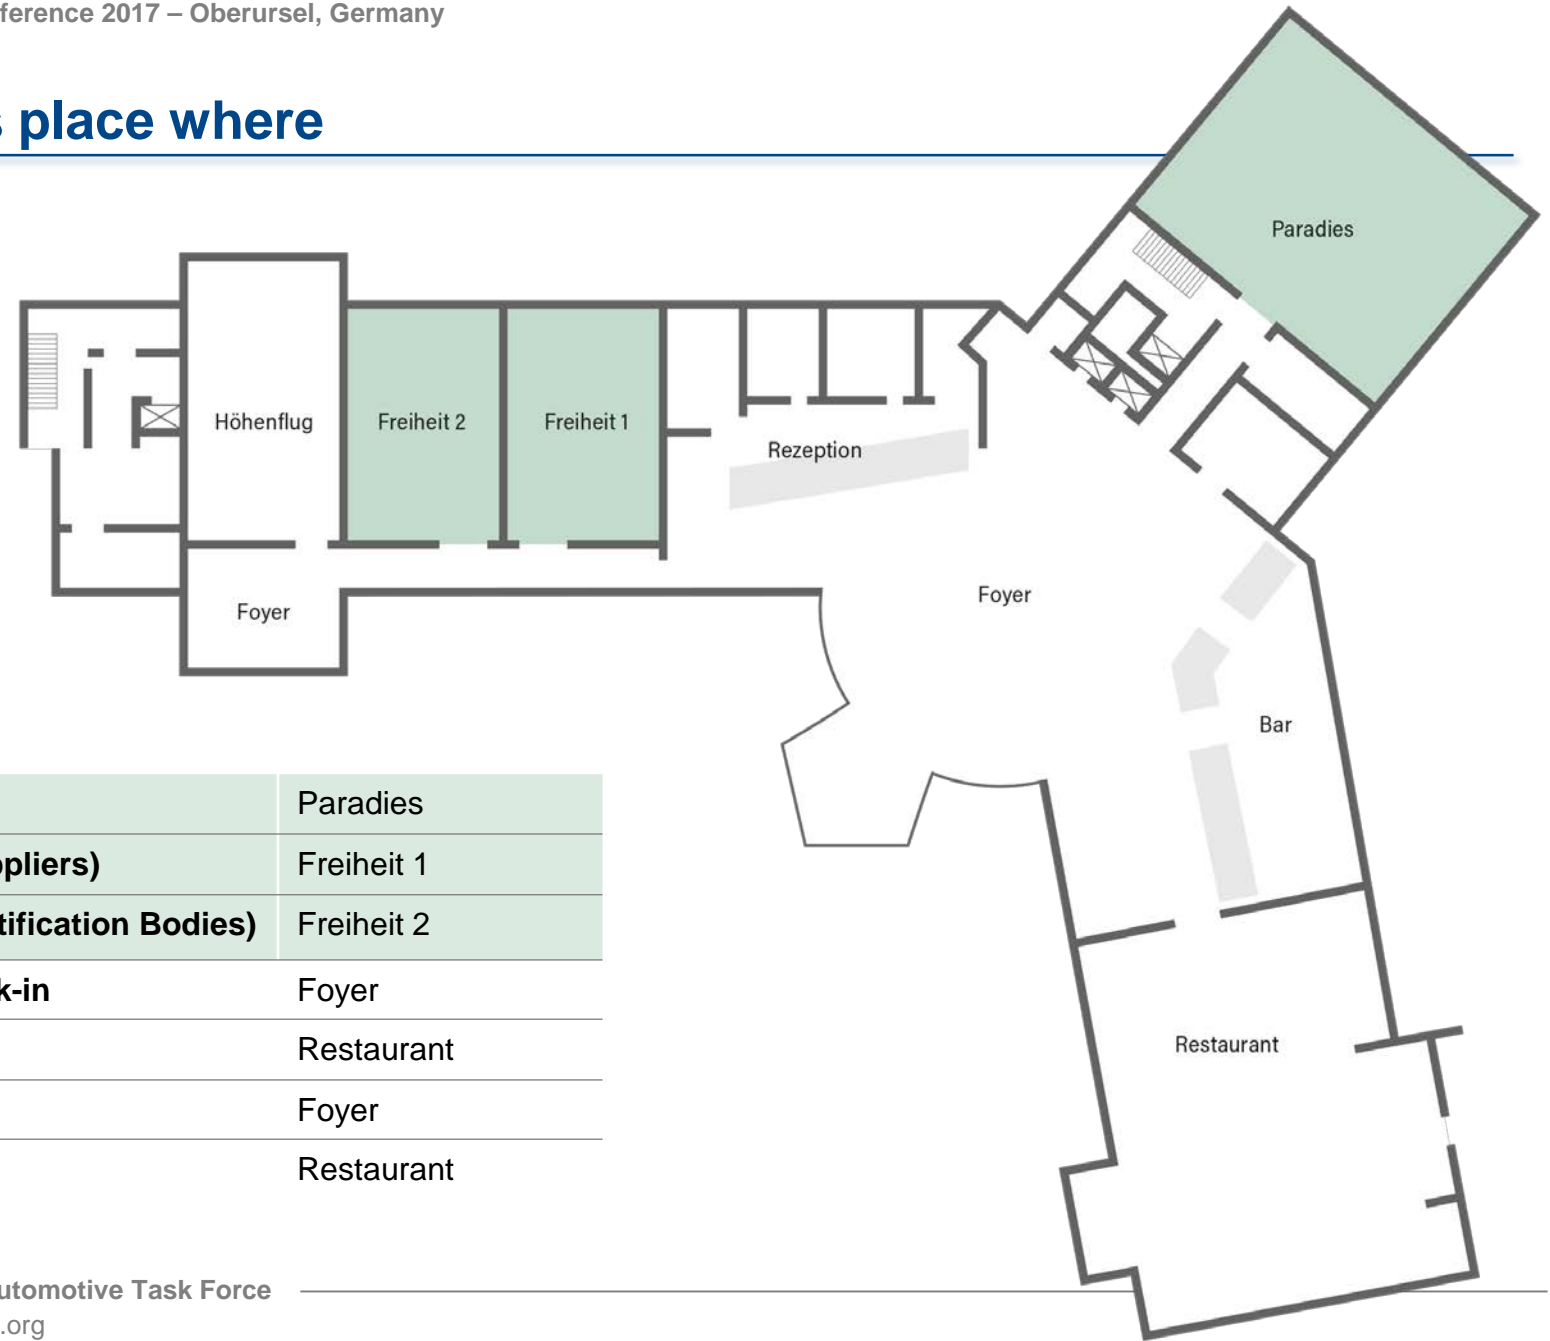 ference 2017 – Oberursel, Germany
s place where
Paradies
Höhenflug
Freiheit 2
Freiheit 1
Rezeption
Foyer
Foyer
Bar
Restaurant
Paradies
pliers) Freiheit 1
tification Bodies) Freiheit 2
k-in Foyer
Restaurant
Foyer
Restaurant
utomotive Task Force
.org